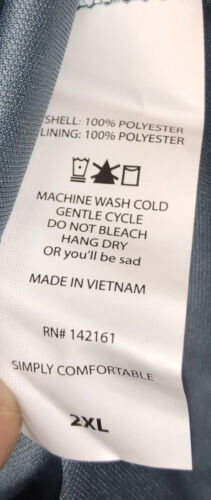 SHELL: 100% POLYESTER
LINING: 100% POLYESTER
MACHINE WASH COLD
GENTLE CYCLE
DO NOT BLEACH
HANG DRY
OR you'll be sad
MADE IN VIETNAM
RN# 142161
SIMPLY COMFORTABLE
2XL